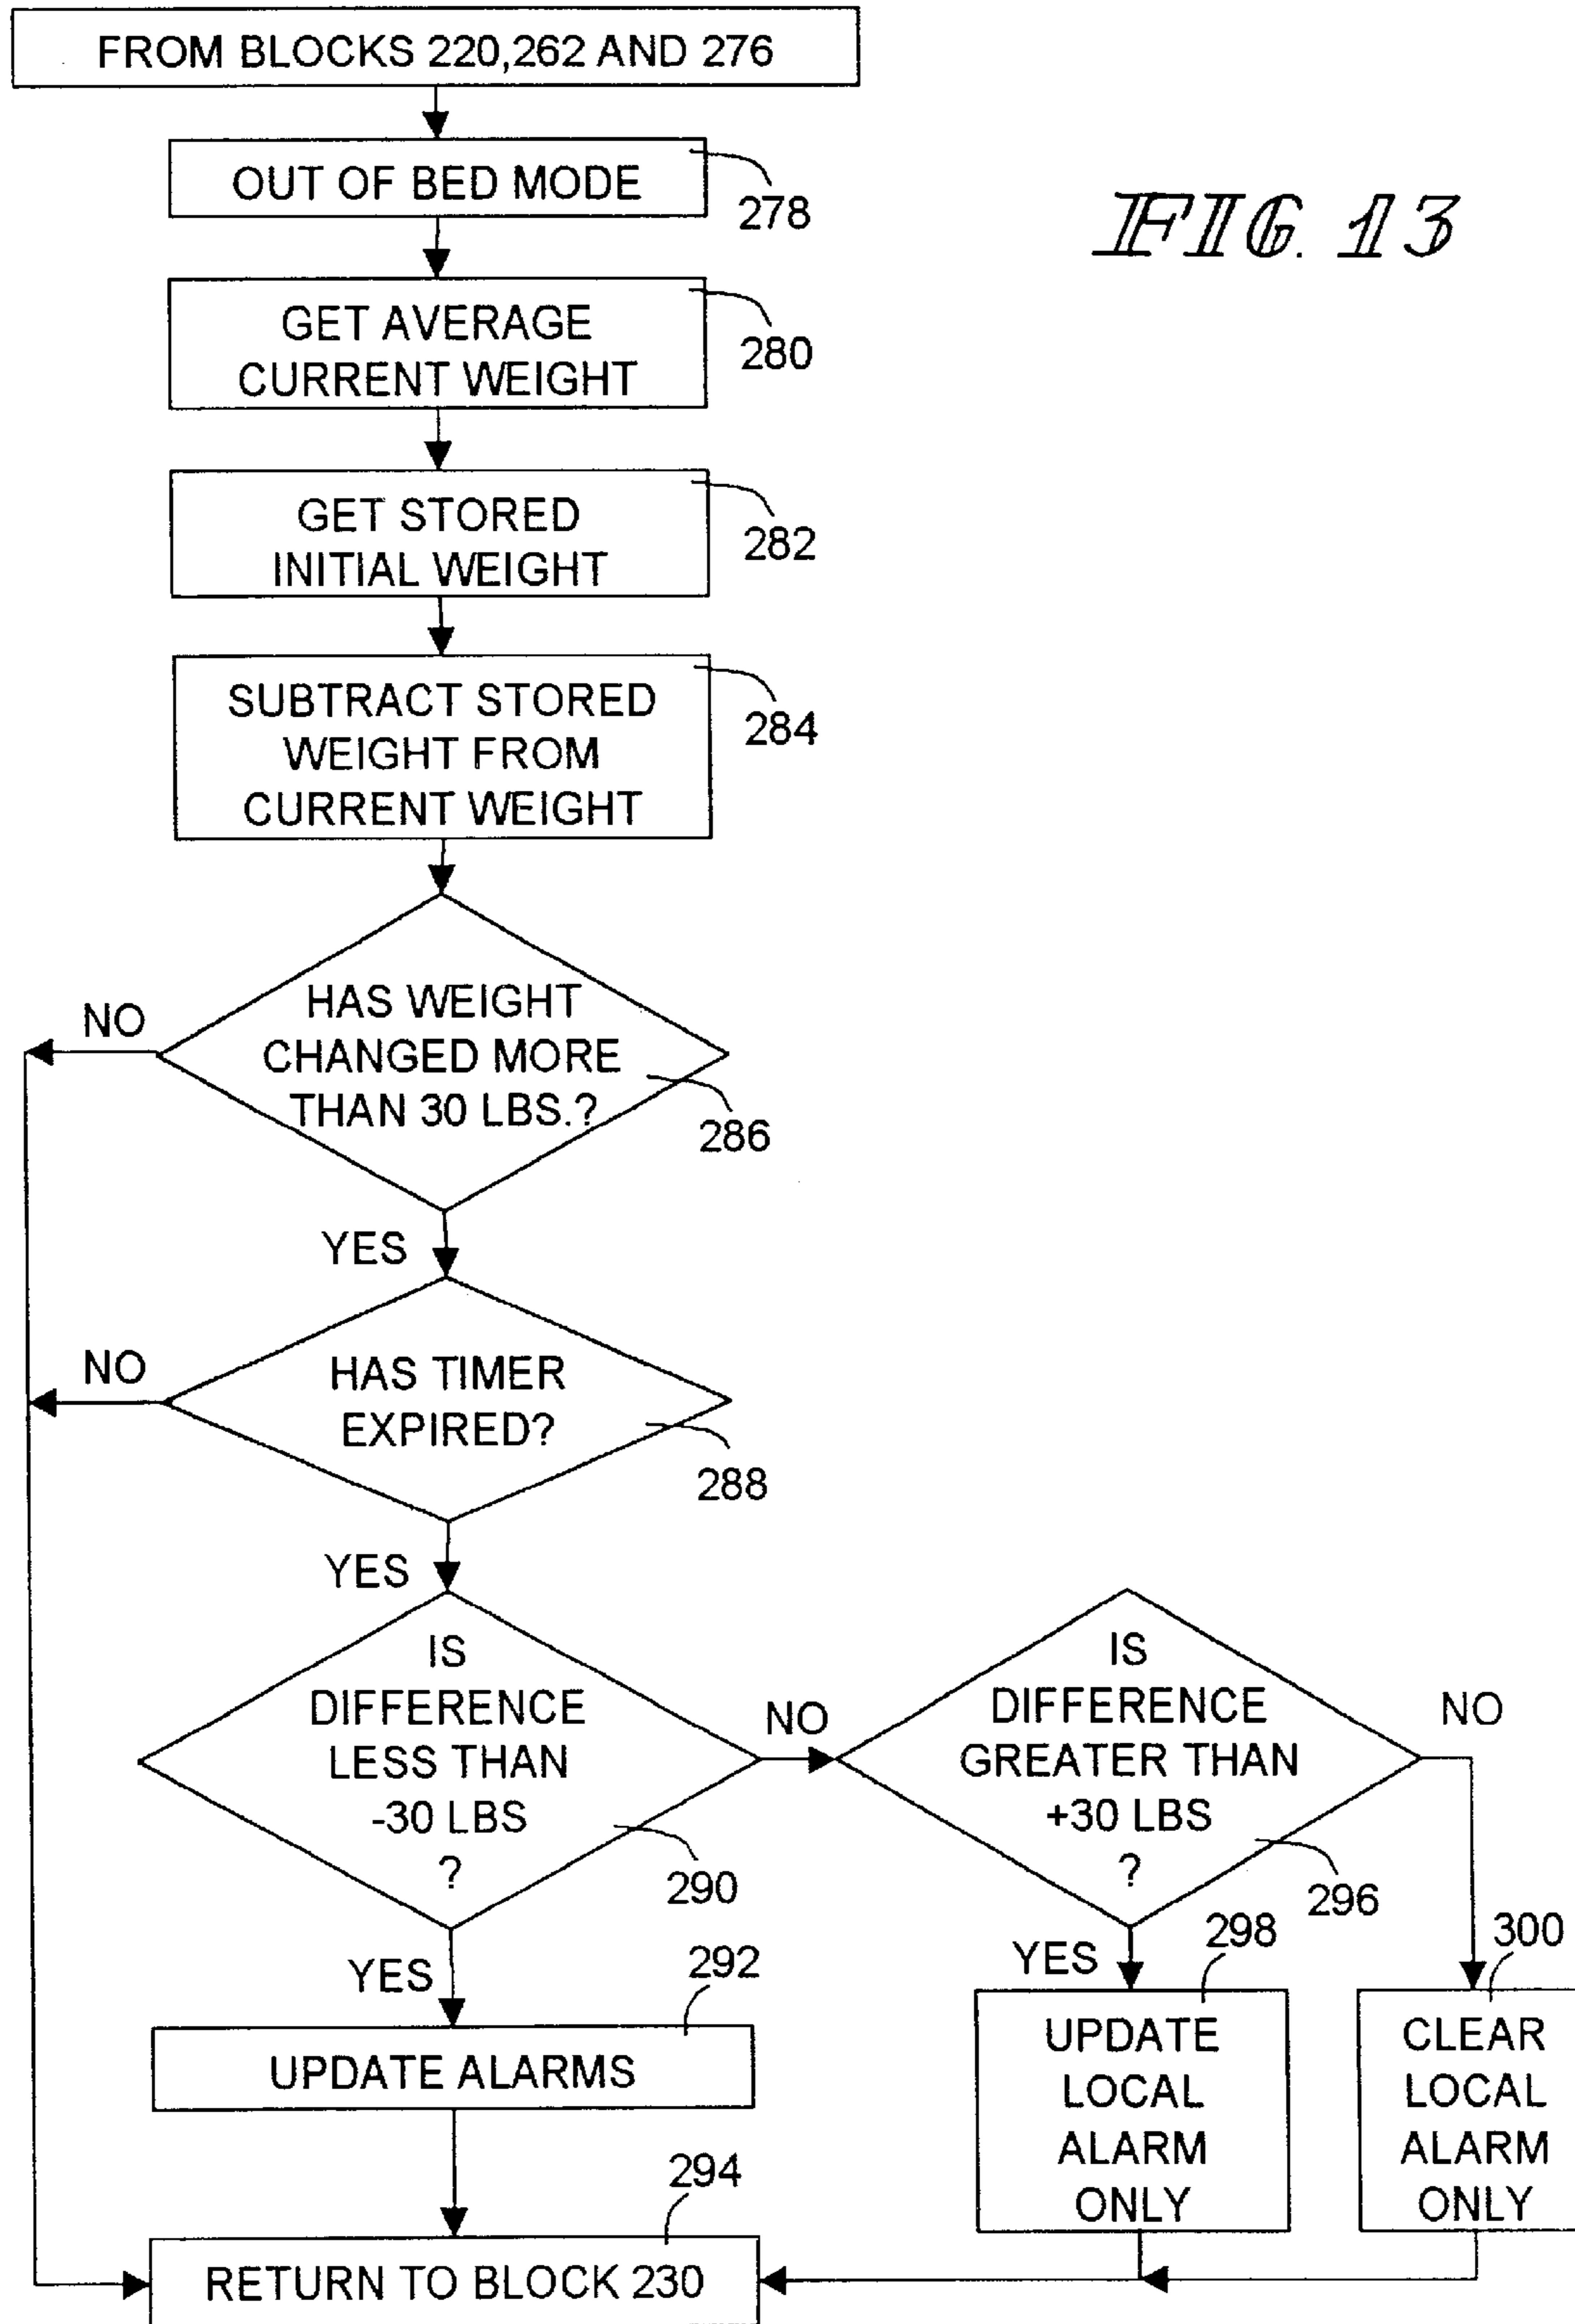 FROM BLOCKS 220,262 AND 276
OUT OF BED MODE
278
FIG. 13
GET AVERAGE
CURRENT WEIGHT
280
GET STORED
INITIAL WEIGHT
282
SUBTRACT STORED
WEIGHT FROM
CURRENT WEIGHT
284
HAS WEIGHT
CHANGED MORE
THAN 30 LBS.?
286
NO
YES
HAS TIMER
EXPIRED?
288
NO
YES
IS
DIFFERENCE
LESS THAN
-30 LBS
?
290
NO
IS
DIFFERENCE
GREATER THAN
+30 LBS
?
296
NO
YES
292
UPDATE ALARMS
YES
298
UPDATE
LOCAL
ALARM
ONLY
300
CLEAR
LOCAL
ALARM
ONLY
294
RETURN TO BLOCK 230